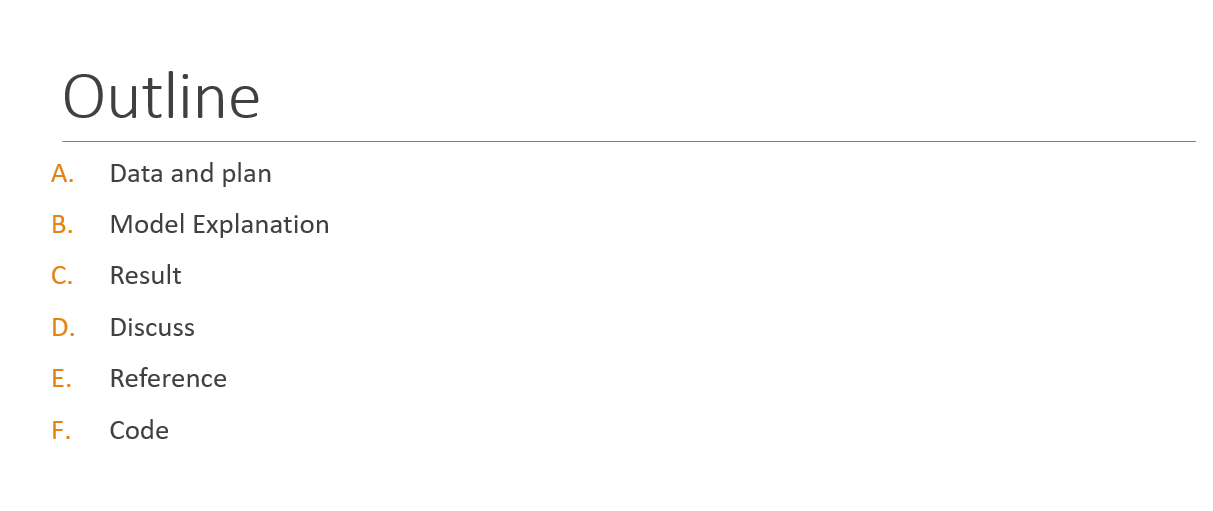 Outline
A. Data and plan
B. Model Explanation
C. Result
D. Discuss
E. Reference
F. Code